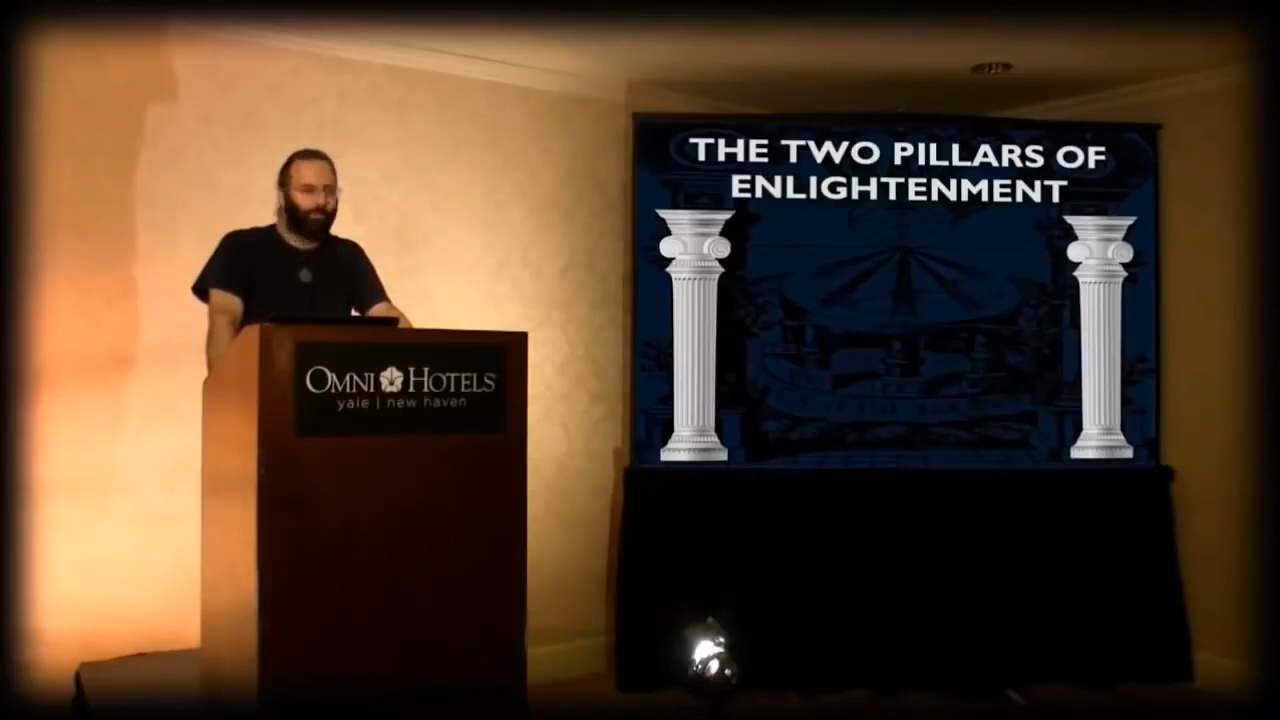 THE TWO PILLARS OF
ENLIGHTENMENT
OMNI HOTELS
yale | new haven